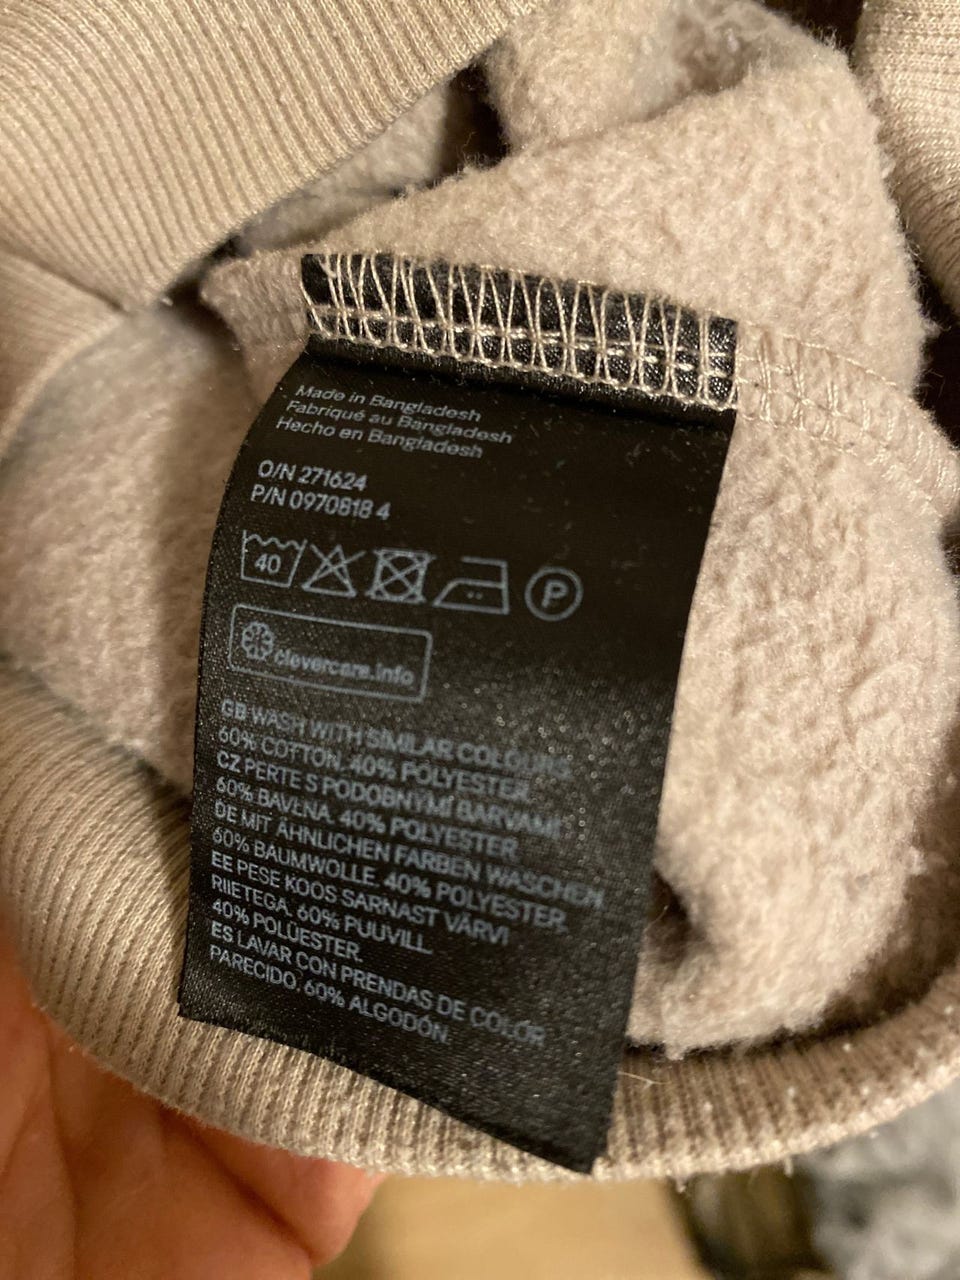 Made in Bangladesh
Fabriqué au Bangladesh
Hecho en Bangladesh
O/N 271624
P/N 0970818 4
40
P
clevercare.info
GB WASH WITH SIMILAR COLOURS
60% COTTON. 40% POLYESTER.
CZ PERTE S PODOBNÝMI BARVAMI
60% BAVLNA. 40% POLYESTER
DE MIT ÄHNLICHEN FARBEN WASCHEN
60% BAUMWOLLE. 40% POLYESTER.
EE PESE KOOS SARNAST VÄRVI
RIIETEGA. 60% PUUVILL.
40% POLÜESTER.
ES LAVAR CON PRENDAS DE COLOR
PARECIDO. 60% ALGODÓN.